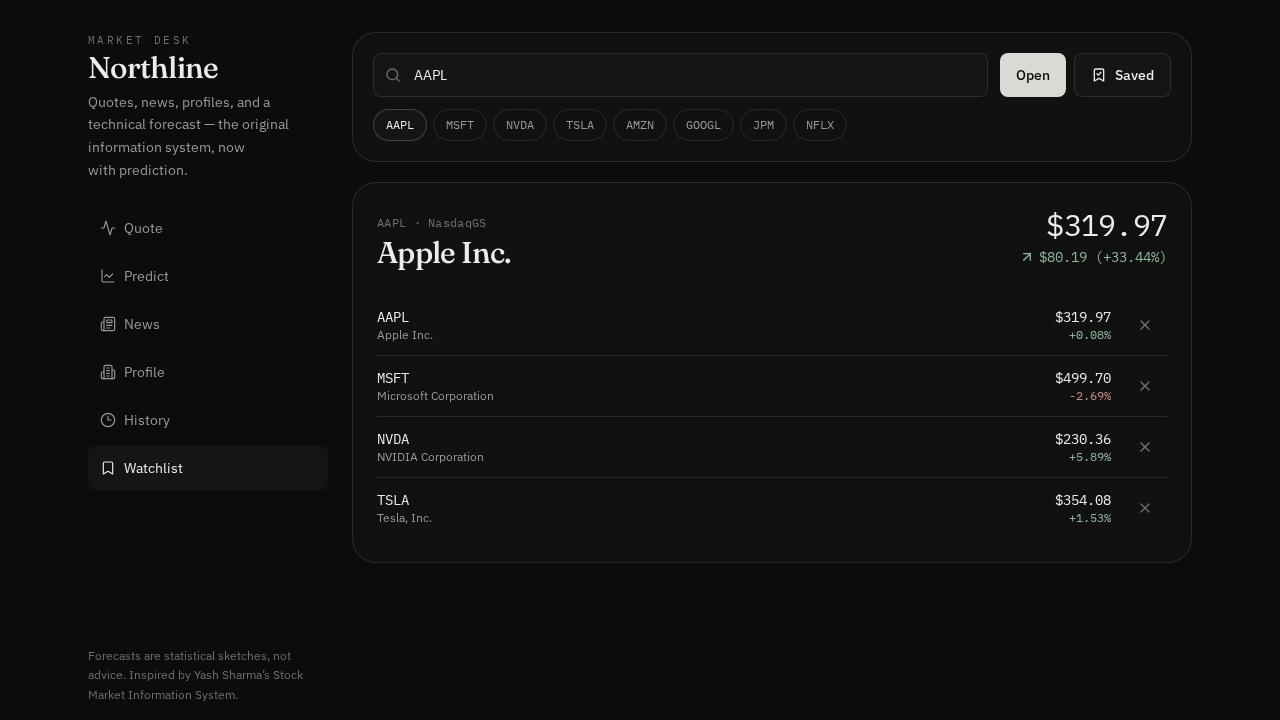 MARKET DESK
Northline
Quotes, news, profiles, and a
technical forecast — the original
information system, now
with prediction.
Quote
Predict
News
Profile
History
Watchlist
Forecasts are statistical sketches, not
advice. Inspired by Yash Sharma's Stock
Market Information System.
AAPL
Open
Saved
AAPL MSFT NVDA TSLA AMZN GOOGL JPM NFLX
AAPL · NasdaqGS
Apple Inc.
$319.97
$80.19 (+33.44%)
AAPL
Apple Inc.
$319.97
+0.08%
MSFT
Microsoft Corporation
$499.70
-2.69%
NVDA
NVIDIA Corporation
$230.36
+5.89%
TSLA
Tesla, Inc.
$354.08
+1.53%